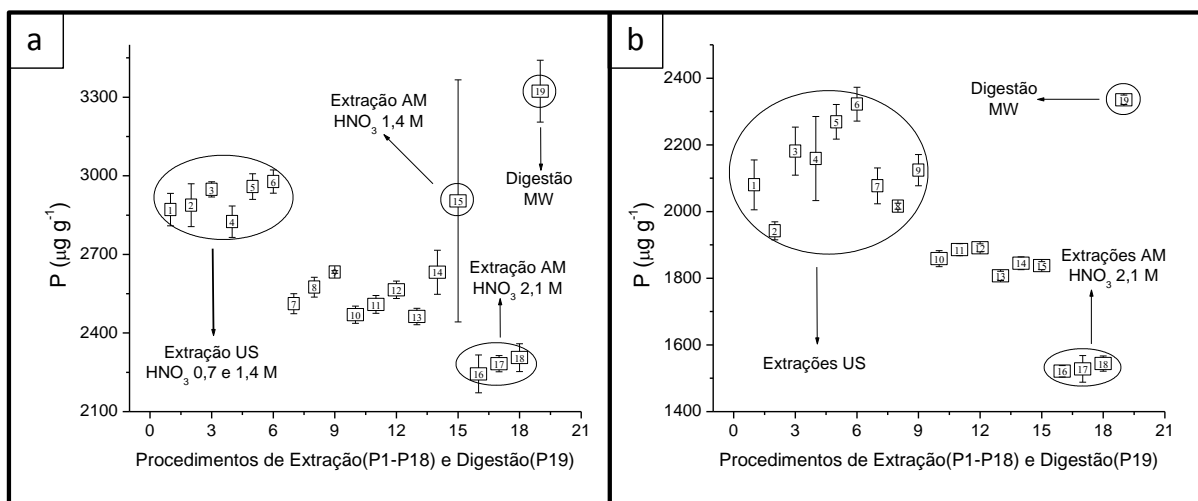 a
P (µg g⁻¹)
3300
3000
2700
2400
2100
0 3 6 9 12 15 18 21
Procedimentos de Extração(P1-P18) e Digestão(P19)
Extração AM
HNO₃ 1,4 M
Digestão
MW
Extração AM
HNO₃ 2,1 M
Extração US
HNO₃ 0,7 e 1,4 M
1 2 3 4 5 6 7 8 10 11 12 13 14 15 16 17 18 19
b
P (µg g⁻¹)
2400
2200
2000
1800
1600
1400
0 3 6 9 12 15 18 21
Procedimentos de Extração(P1-P18) e Digestão(P19)
Digestão
MW
Extrações AM
HNO₃ 2,1 M
Extrações US
1 2 3 4 5 6 7 9 10 11 12 13 14 15 16 17 18 19